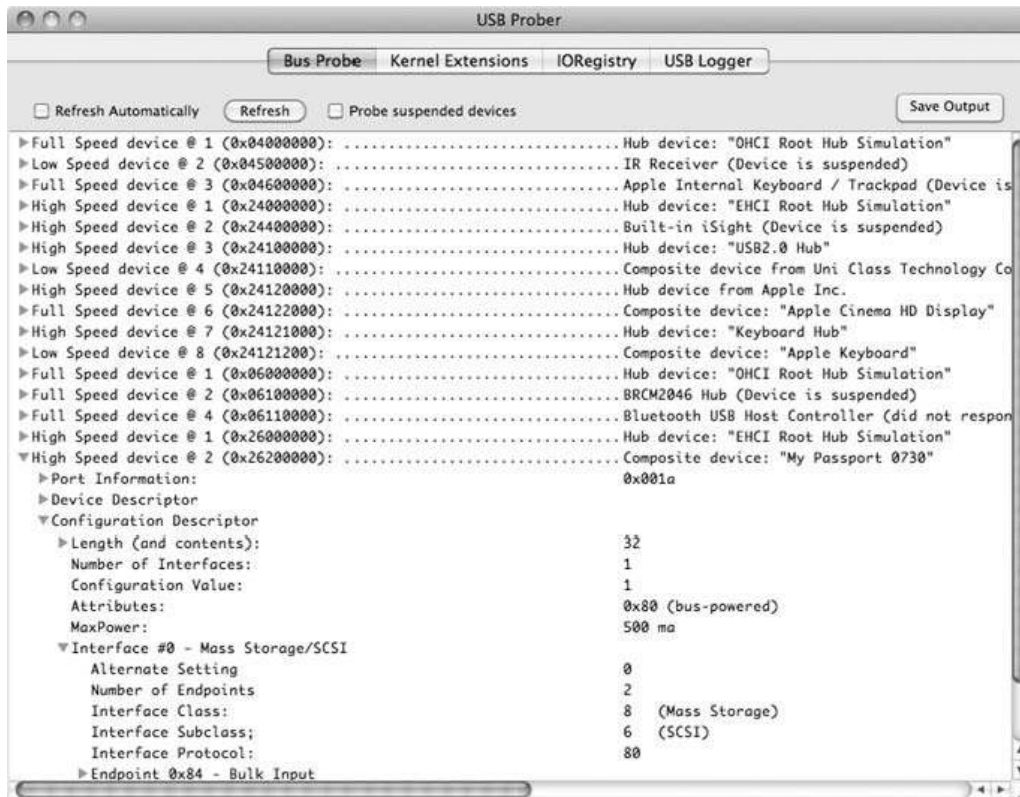 USB Prober
Bus Probe Kernel Extensions IORegistry USB Logger
Refresh Automatically Refresh Probe suspended devices Save Output
Full Speed device @ 1 (0x04000000): ................................ Hub device: "OHCI Root Hub Simulation"
Low Speed device @ 2 (0x04500000): ................................ IR Receiver (Device is suspended)
Full Speed device @ 3 (0x04600000): ................................ Apple Internal Keyboard / Trackpad (Device is
High Speed device @ 1 (0x24000000): ................................ Hub device: "EHCI Root Hub Simulation"
High Speed device @ 2 (0x24400000): ................................ Built-in iSight (Device is suspended)
High Speed device @ 3 (0x24100000): ................................ Hub device: "USB2.0 Hub"
Low Speed device @ 4 (0x24110000): ................................ Composite device from Uni Class Technology Co
High Speed device @ 5 (0x24120000): ................................ Hub device from Apple Inc.
Full Speed device @ 6 (0x24122000): ................................ Composite device: "Apple Cinema HD Display"
High Speed device @ 7 (0x24121000): ................................ Hub device: "Keyboard Hub"
Low Speed device @ 8 (0x24121200): ................................ Composite device: "Apple Keyboard"
Full Speed device @ 1 (0x06000000): ................................ Hub device: "OHCI Root Hub Simulation"
Full Speed device @ 2 (0x06100000): ................................ BRCM2046 Hub (Device is suspended)
Full Speed device @ 4 (0x06110000): ................................ Bluetooth USB Host Controller (did not respon
High Speed device @ 1 (0x26000000): ................................ Hub device: "EHCI Root Hub Simulation"
High Speed device @ 2 (0x26200000): ................................ Composite device: "My Passport 0730"
Port Information: 0x001a
Device Descriptor
Configuration Descriptor
Length (and contents): 32
Number of Interfaces: 1
Configuration Value: 1
Attributes: 0x80 (bus-powered)
MaxPower: 500 ma
Interface #0 - Mass Storage/SCSI
Alternate Setting 0
Number of Endpoints 2
Interface Class: 8 (Mass Storage)
Interface Subclass; 6 (SCSI)
Interface Protocol: 80
Endpoint 0x84 - Bulk Input